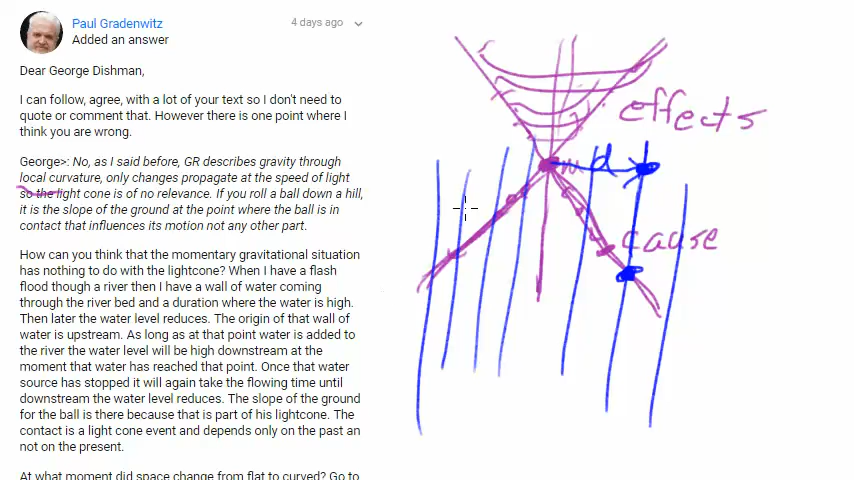 Paul Gradenwitz
4 days ago
Added an answer
Dear George Dishman,
I can follow, agree, with a lot of your text so I don't need to
quote or comment that. However there is one point where I
think you are wrong.
George>: No, as I said before, GR describes gravity through
local curvature, only changes propagate at the speed of light
so the light cone is of no relevance. If you roll a ball down a hill,
it is the slope of the ground at the point where the ball is in
contact that influences its motion not any other part.
How can you think that the momentary gravitational situation
has nothing to do with the lightcone? When I have a flash
flood though a river then I have a wall of water coming
through the river bed and a duration where the water is high.
Then later the water level reduces. The origin of that wall of
water is upstream. As long as at that point water is added to
the river the water level will be high downstream at the
moment that water has reached that point. Once that water
source has stopped it will again take the flowing time until
downstream the water level reduces. The slope of the ground
for the ball is there because that is part of his lightcone. The
contact is a light cone event and depends only on the past an
not on the present.
At what moment did space change from flat to curved? Go to
effects
m d
cause